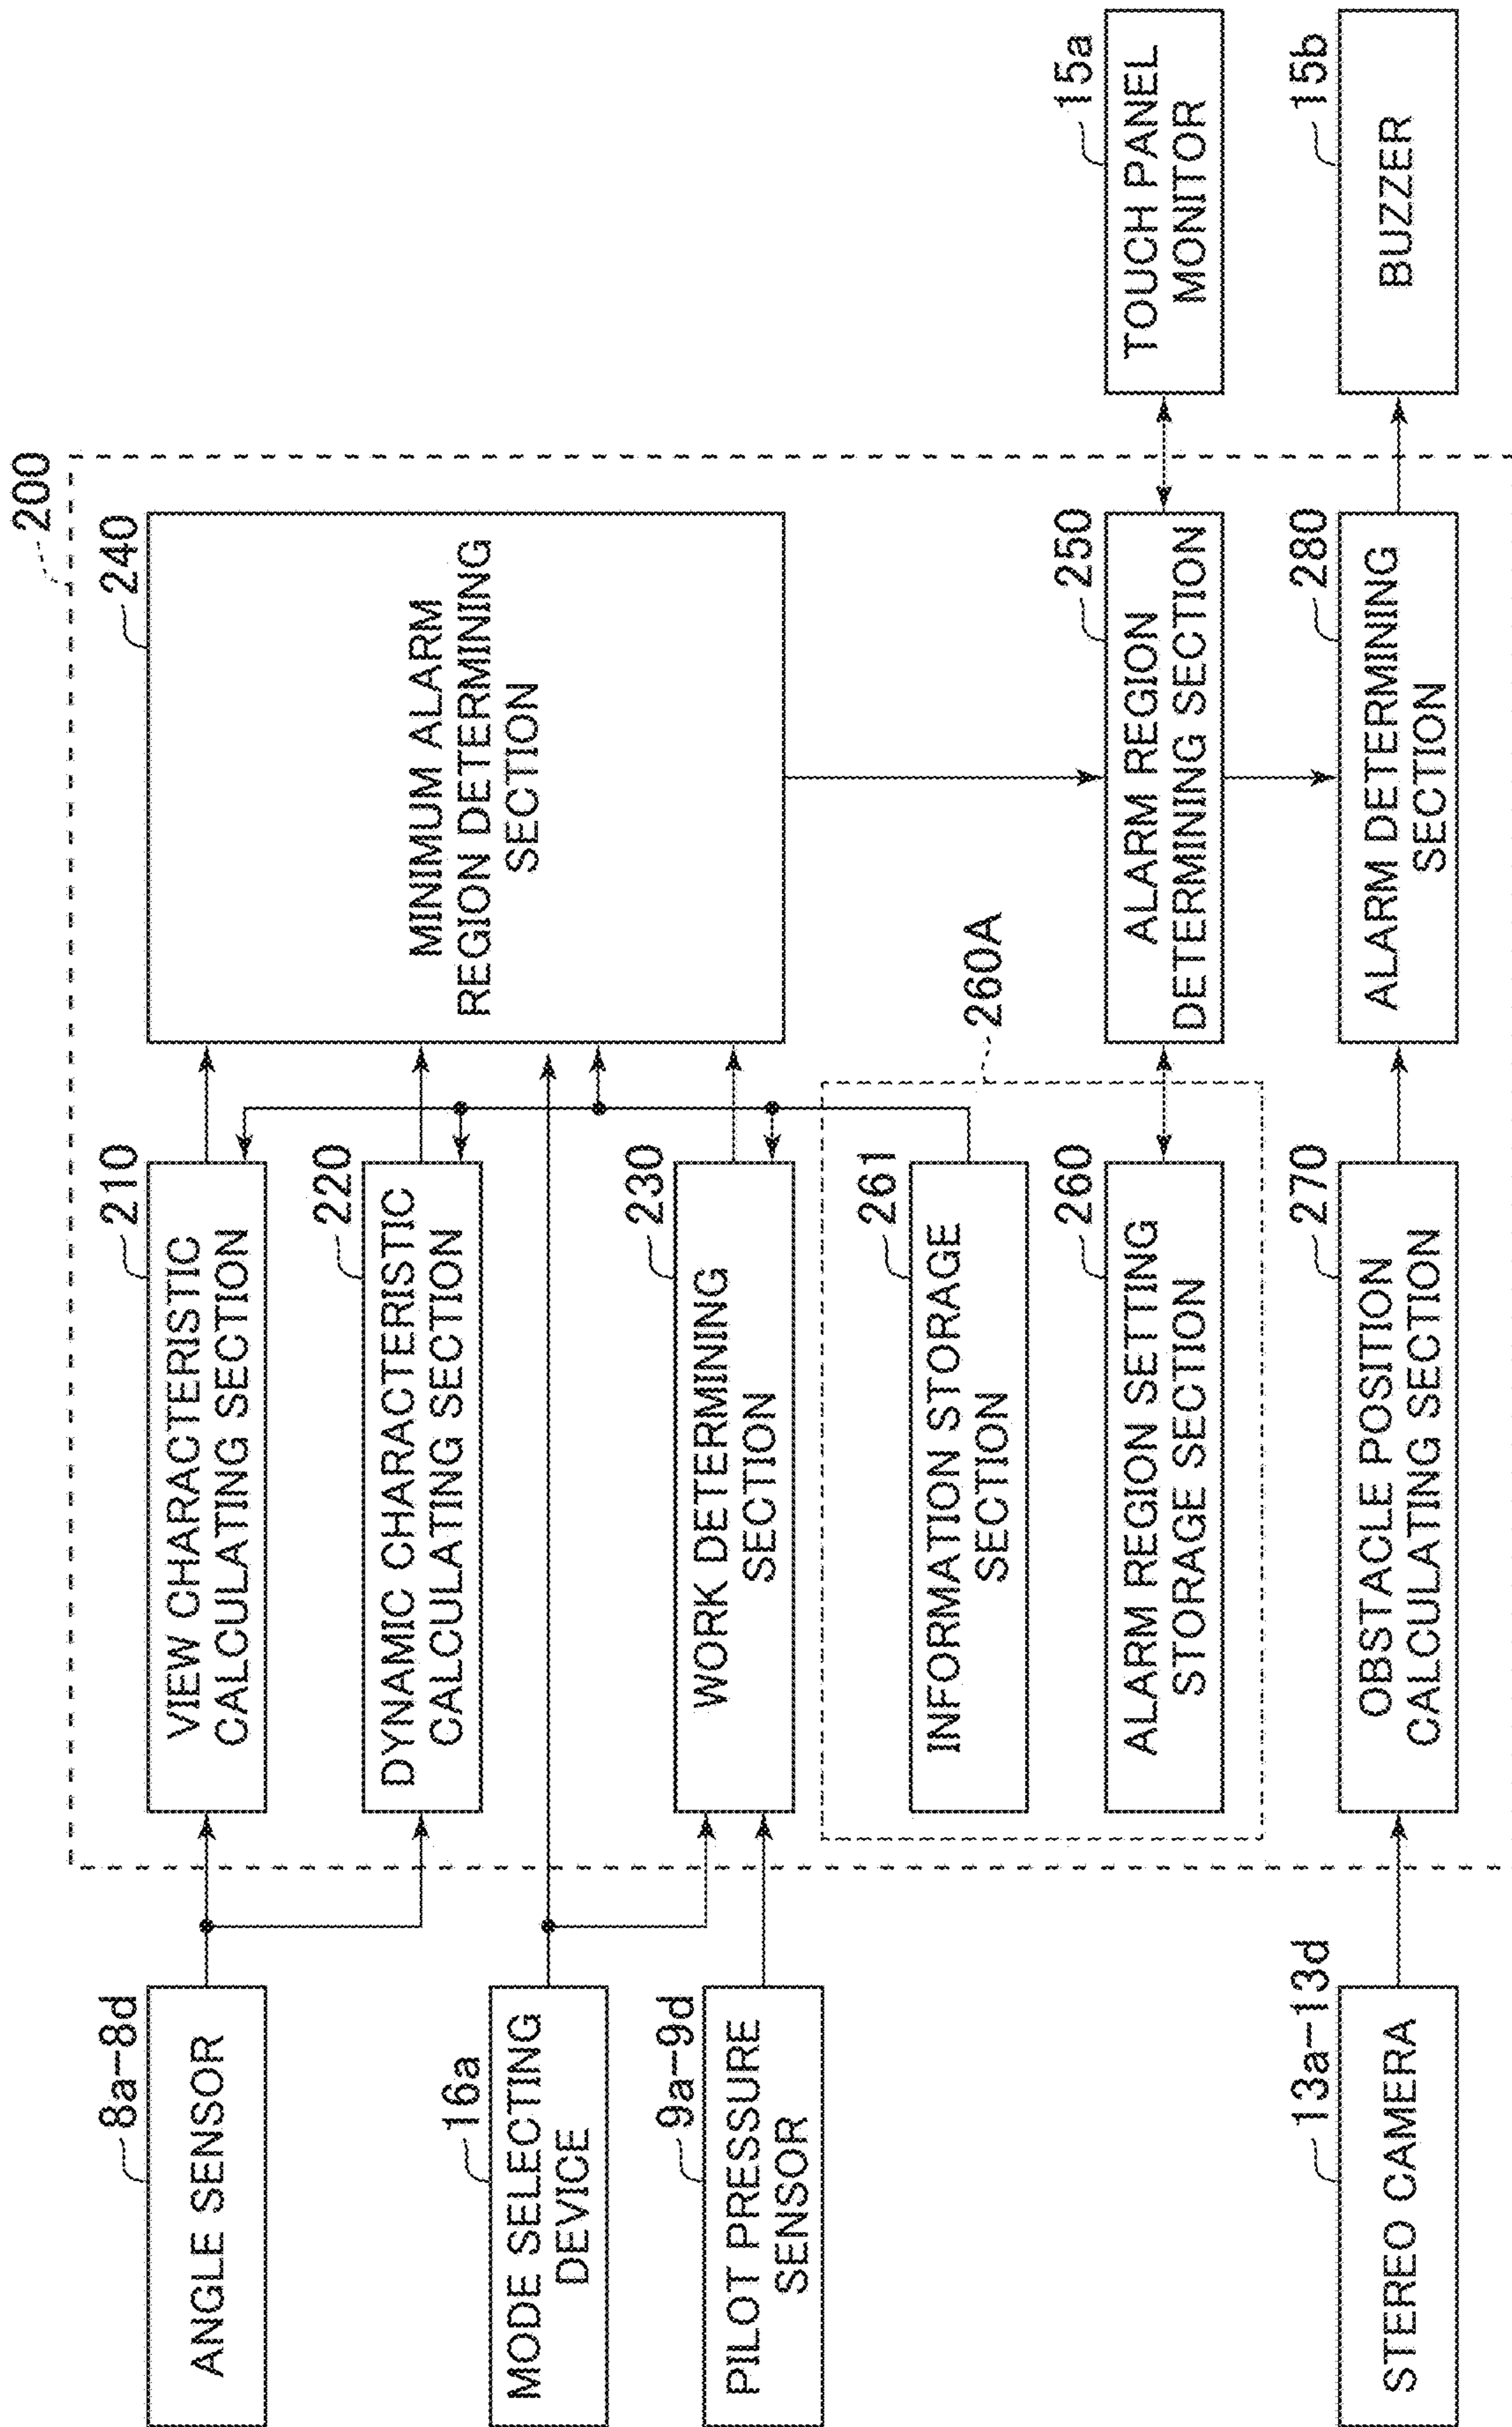 200
8a-8d
ANGLE SENSOR
210
VIEW CHARACTERISTIC
CALCULATING SECTION
240
MINIMUM ALARM
REGION DETERMINING
SECTION
220
DYNAMIC CHARACTERISTIC
CALCULATING SECTION
16a
MODE SELECTING
DEVICE
9a-9d
PILOT PRESSURE
SENSOR
230
WORK DETERMINING
SECTION
260A
261
INFORMATION STORAGE
SECTION
260
ALARM REGION SETTING
STORAGE SECTION
250
ALARM REGION
DETERMINING SECTION
15a
TOUCH PANEL
MONITOR
13a-13d
STEREO CAMERA
270
OBSTACLE POSITION
CALCULATING SECTION
280
ALARM DETERMINING
SECTION
15b
BUZZER